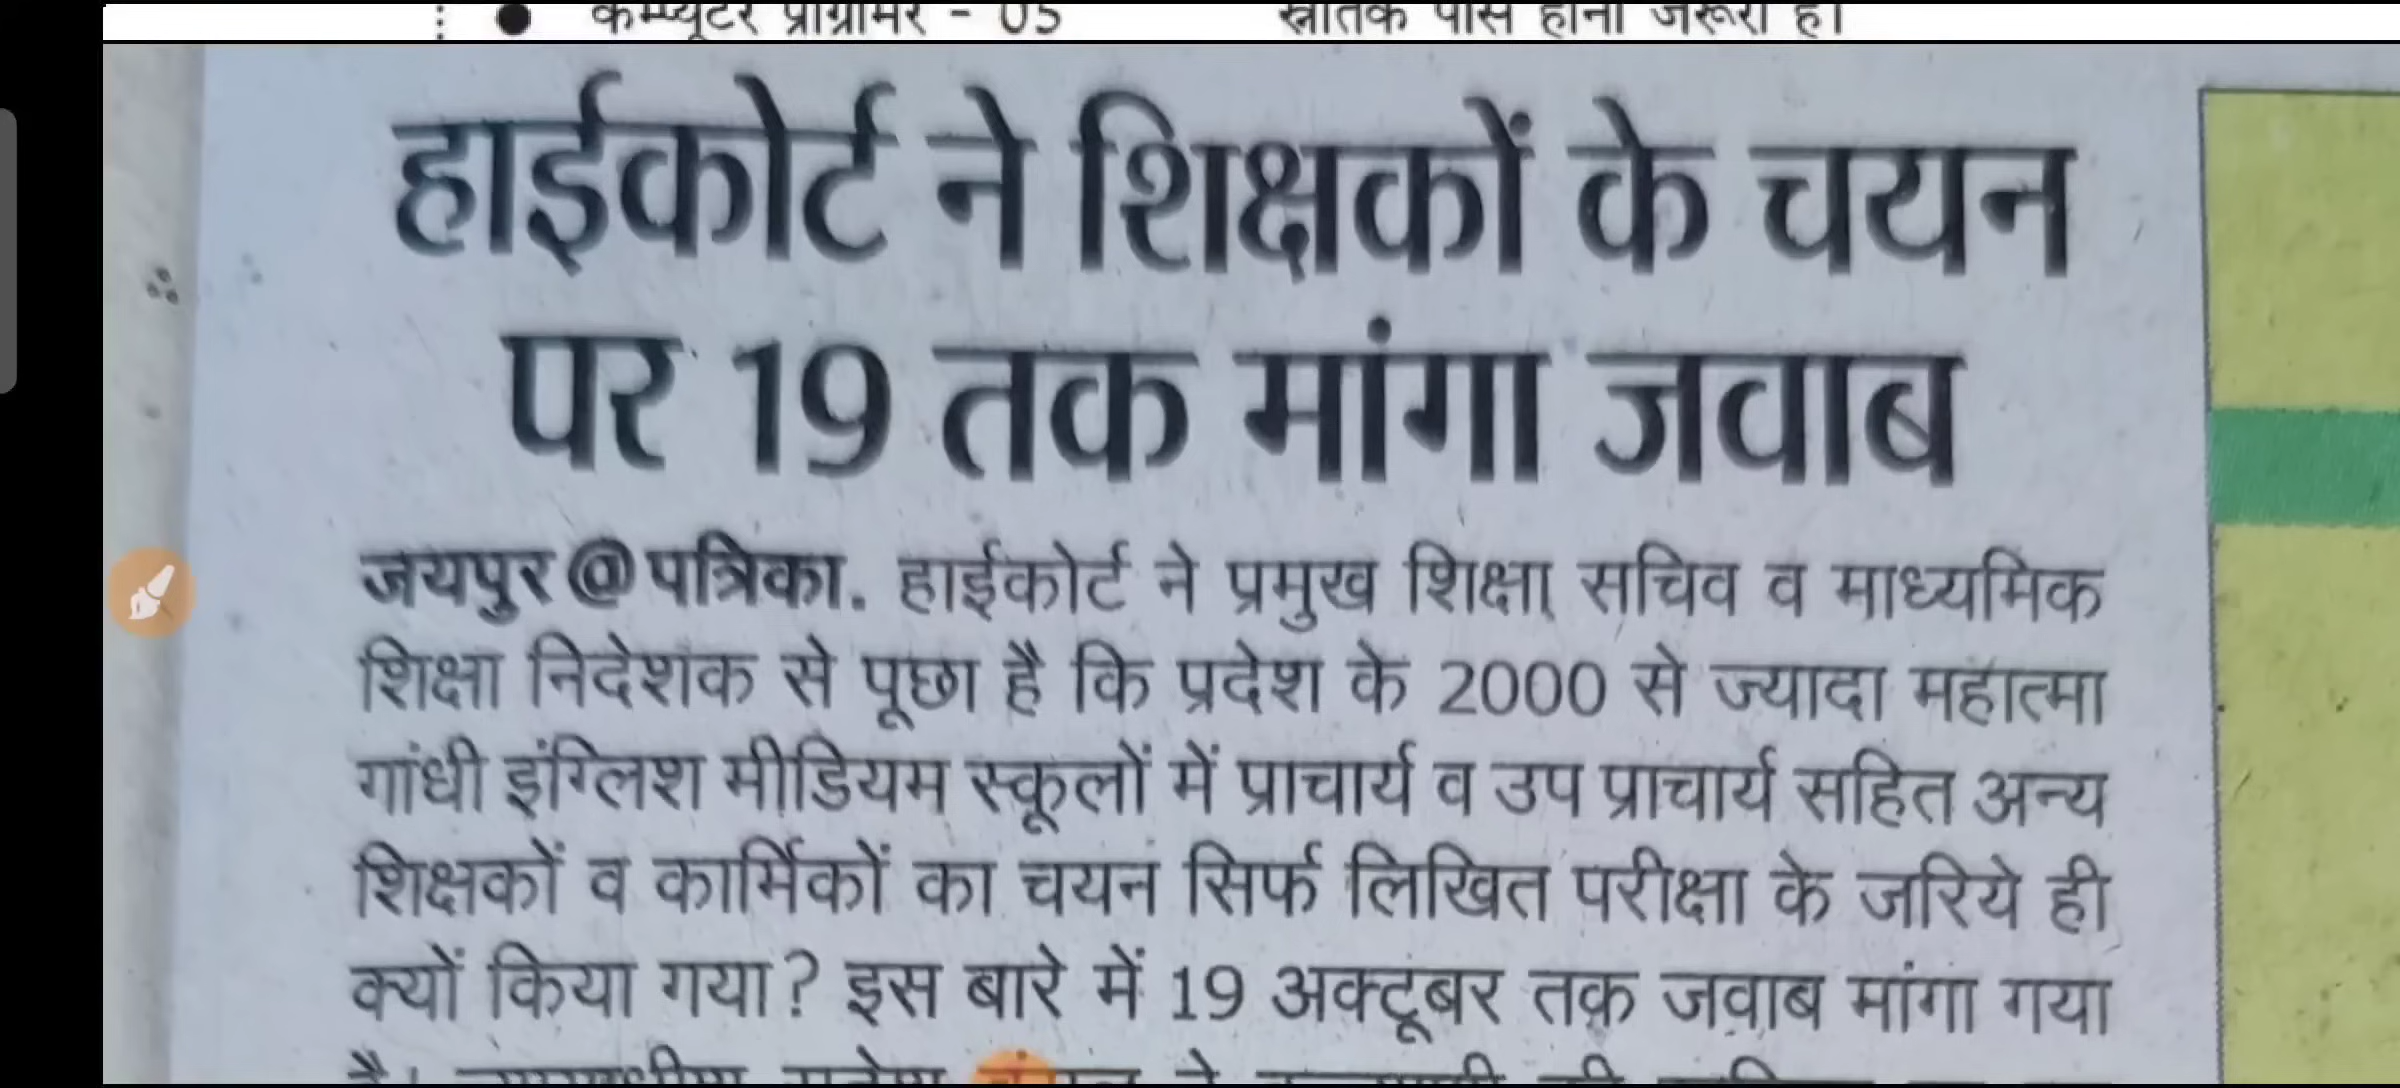 कम्प्यूटर प्रोग्रामर - 05
स्नातक पास होना जरूरी है।
हाईकोर्ट ने शिक्षकों के चयन
पर 19 तक मांगा जवाब
जयपुर@पत्रिका. हाईकोर्ट ने प्रमुख शिक्षा सचिव व माध्यमिक
शिक्षा निदेशक से पूछा है कि प्रदेश के 2000 से ज्यादा महात्मा
गांधी इंग्लिश मीडियम स्कूलों में प्राचार्य व उप प्राचार्य सहित अन्य
शिक्षकों व कार्मिकों का चयन सिर्फ लिखित परीक्षा के जरिये ही
क्यों किया गया? इस बारे में 19 अक्टूबर तक जवाब मांगा गया
है।